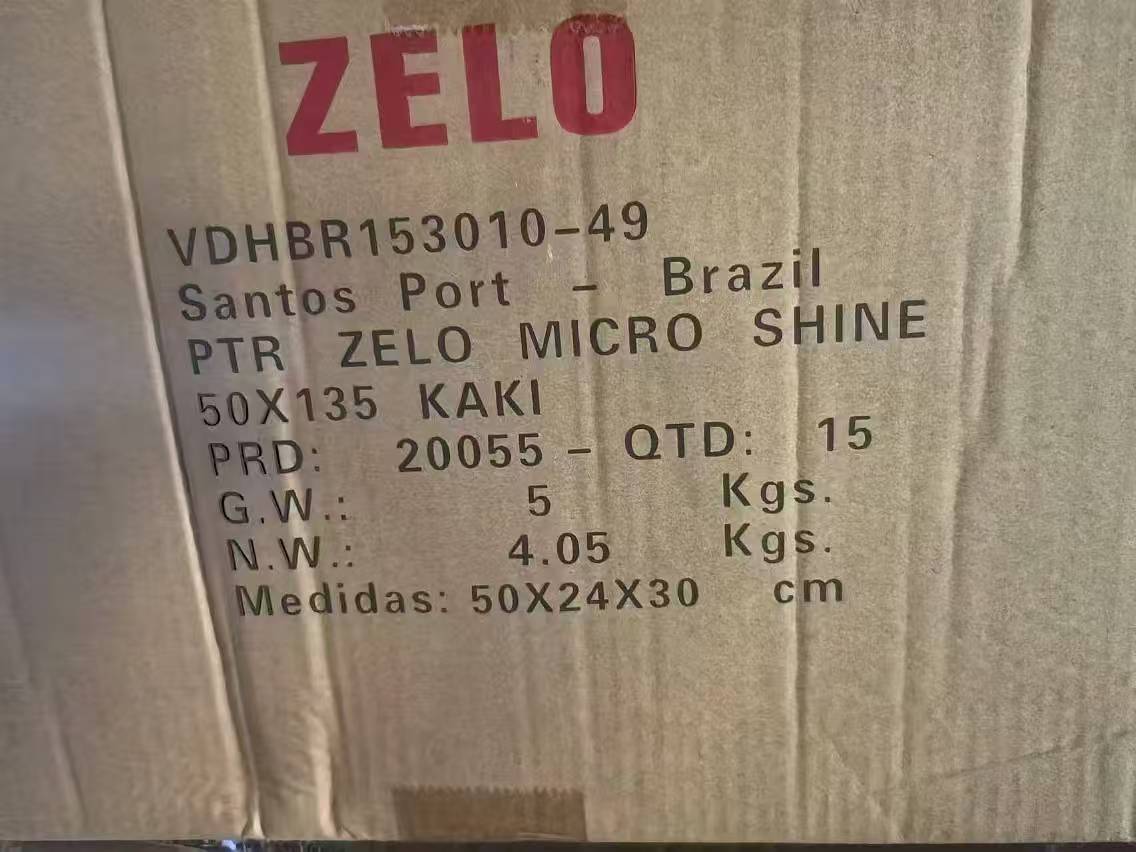 ZELO
VDHBR153010-49
Santos Port - Brazil
PTR ZELO MICRO SHINE
50X135 KAKI
PRD: 20055 - QTD: 15
G.W.: 5 Kgs.
N.W.: 4.05 Kgs.
Medidas: 50X24X30 cm